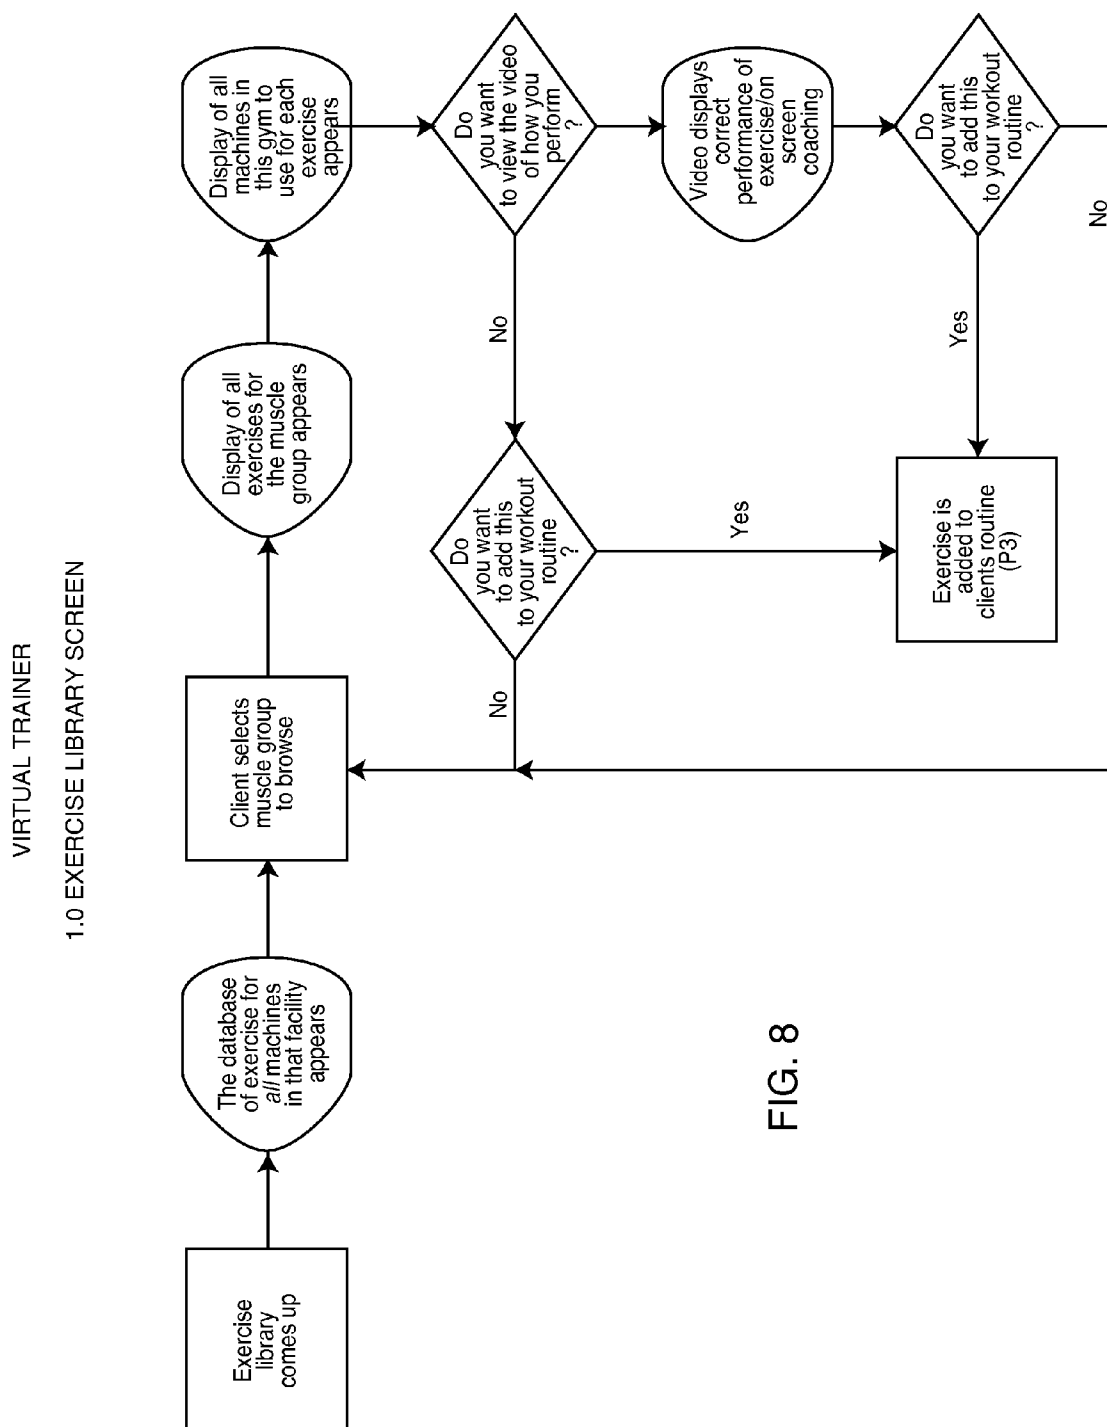 VIRTUAL TRAINER
1.0 EXERCISE LIBRARY SCREEN
Exercise
library
comes up
The database
of exercise for
all machines
in that facility
appears
Client selects
muscle group
to browse
Display of all
exercises for
the muscle
group appears
Display of all
machines in
this gym to
use for each
exercise
appears
Do
you want
to view the video
of how you
perform
?
No
Do
you want
to add this
to your workout
routine
?
No
Yes
Video displays
correct
performance of
exercise/on
screen
coaching
Do
you want
to add this
to your workout
routine
?
Yes
No
Exercise is
added to
clients routine
(P3)
FIG. 8